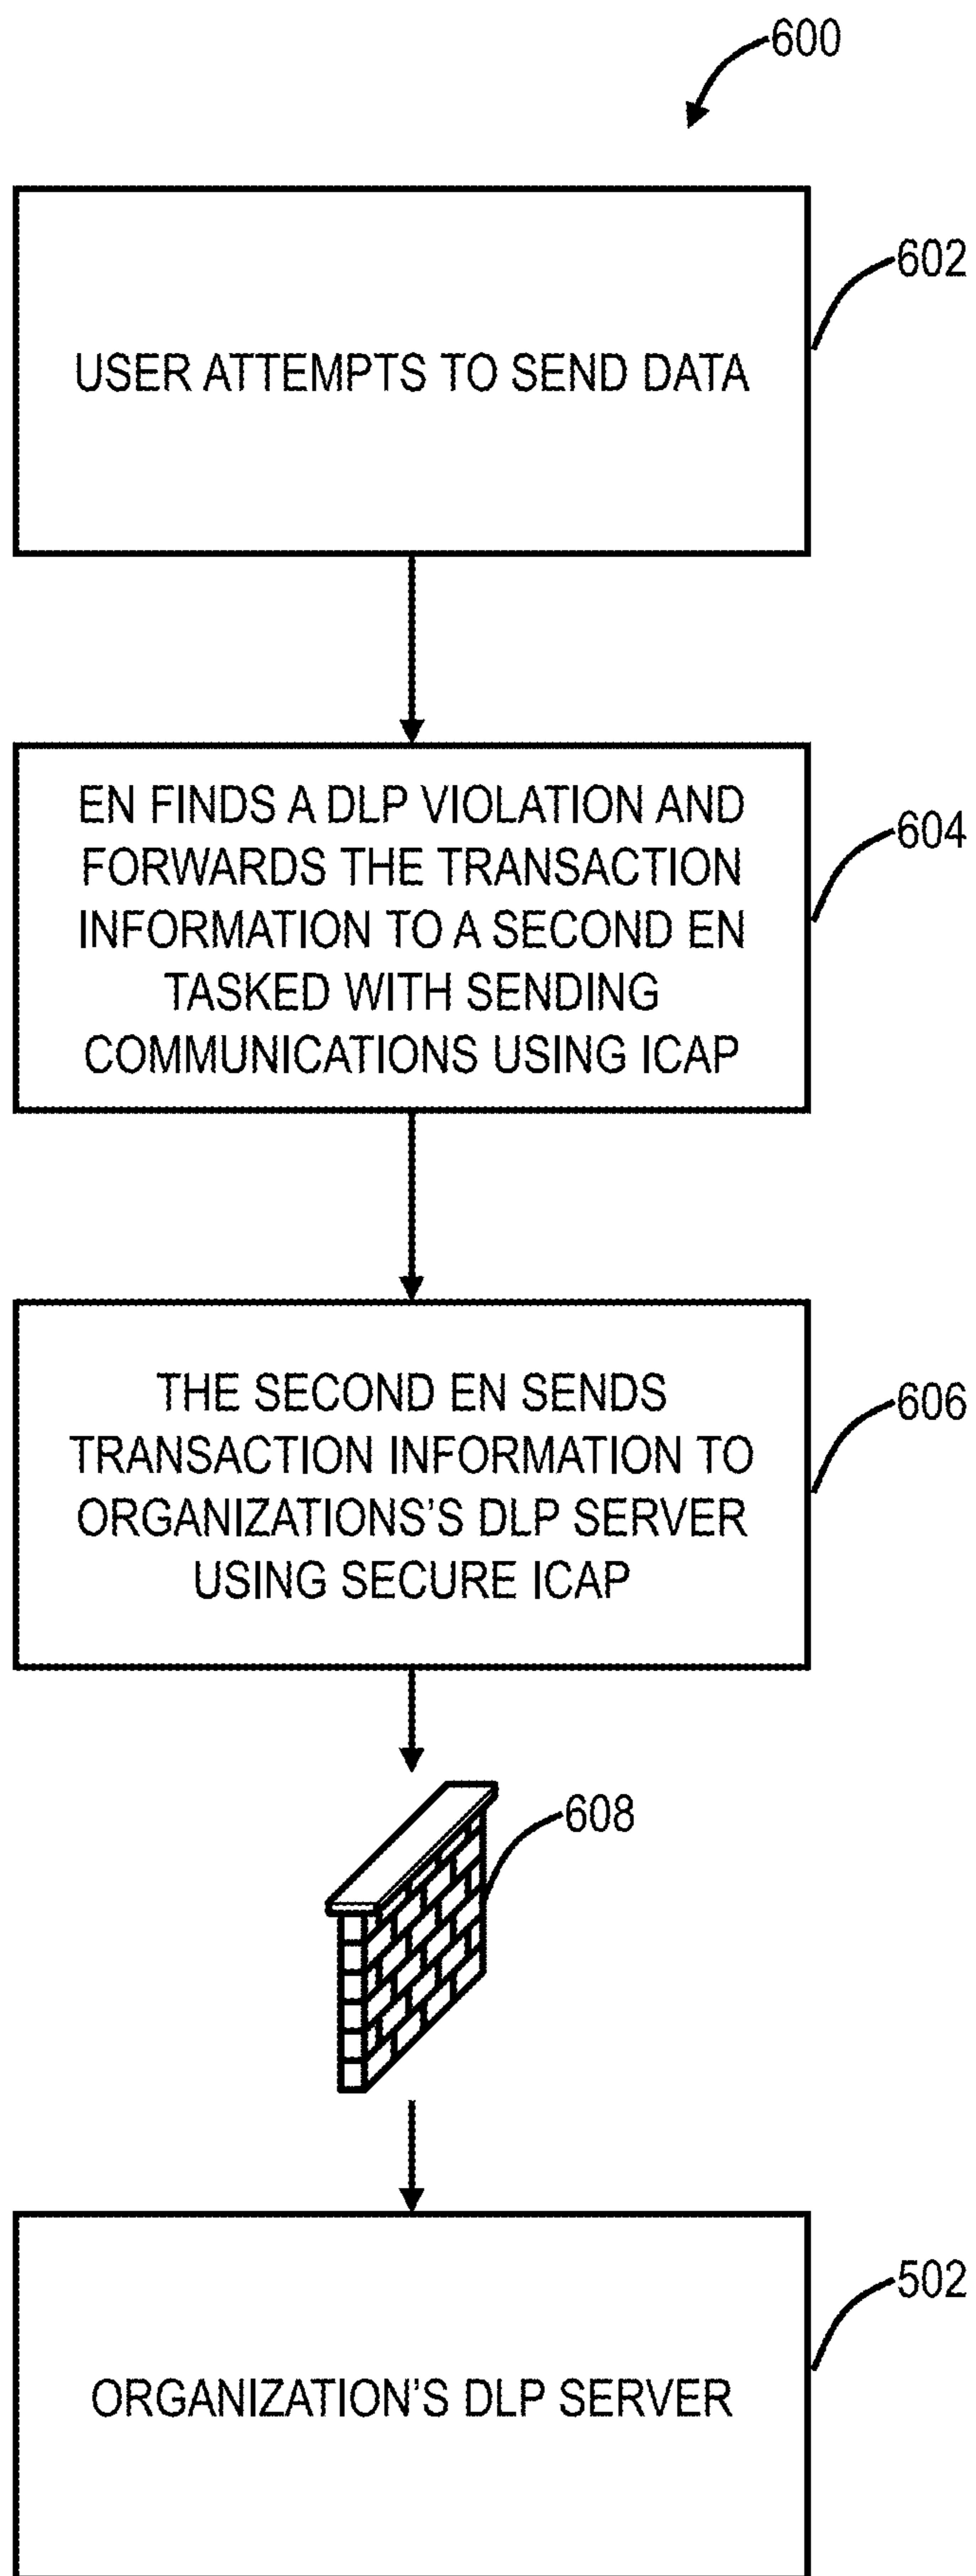 600
602
USER ATTEMPTS TO SEND DATA
EN FINDS A DLP VIOLATION AND
FORWARDS THE TRANSACTION
INFORMATION TO A SECOND EN
TASKED WITH SENDING
COMMUNICATIONS USING ICAP
604
THE SECOND EN SENDS
TRANSACTION INFORMATION TO
ORGANIZATIONS'S DLP SERVER
USING SECURE ICAP
606
608
502
ORGANIZATION'S DLP SERVER